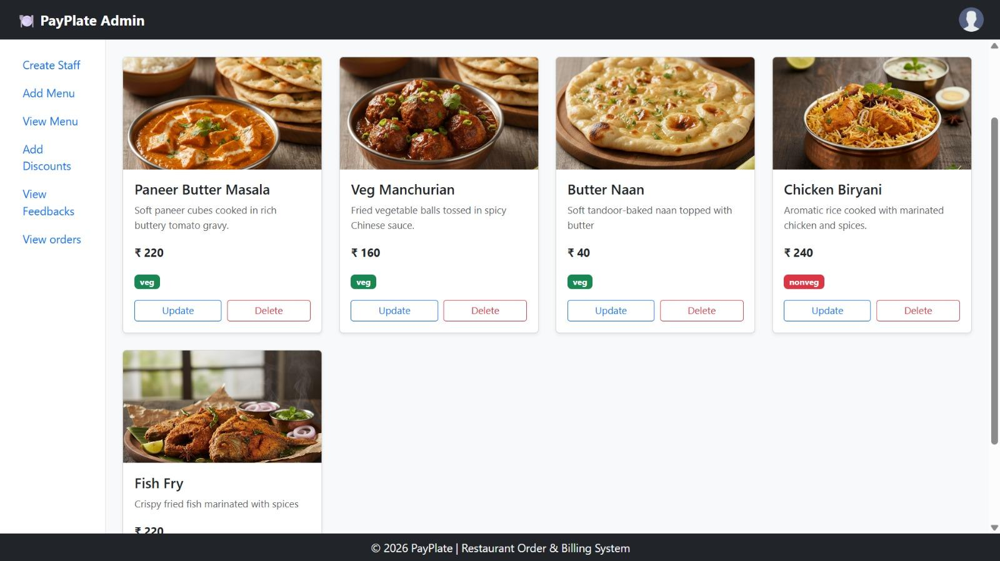 PayPlate Admin
Create Staff
Add Menu
View Menu
Add
Discounts
View
Feedbacks
View orders
Paneer Butter Masala
Soft paneer cubes cooked in rich
buttery tomato gravy.
₹ 220
veg
Update
Delete
Veg Manchurian
Fried vegetable balls tossed in spicy
Chinese sauce.
₹ 160
veg
Update
Delete
Butter Naan
Soft tandoor-baked naan topped with
butter
₹ 40
veg
Update
Delete
Chicken Biryani
Aromatic rice cooked with marinated
chicken and spices.
₹ 240
nonveg
Update
Delete
Fish Fry
Crispy fried fish marinated with spices
₹ 220
© 2026 PayPlate | Restaurant Order & Billing System